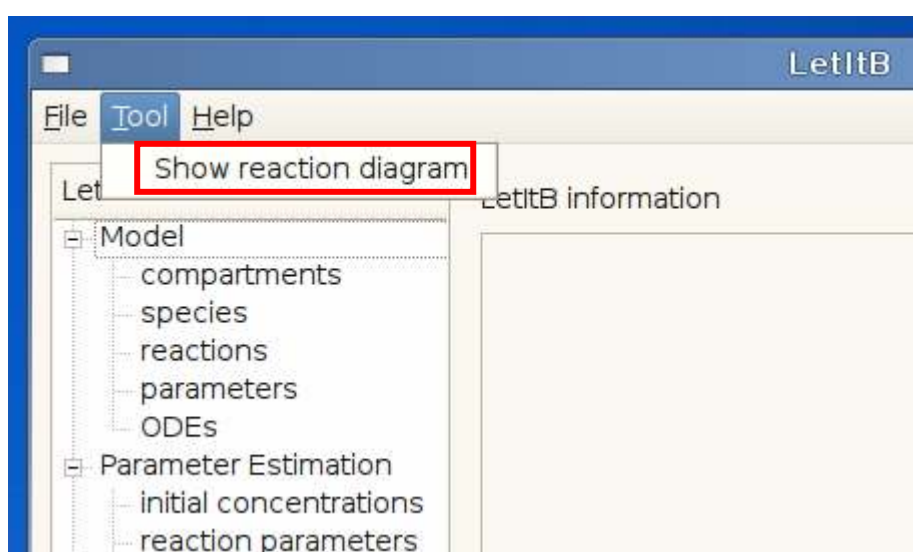 LetItB
File Tool Help
Show reaction diagram
Let
LetItB information
Model
compartments
species
reactions
parameters
ODEs
Parameter Estimation
initial concentrations
reaction parameters